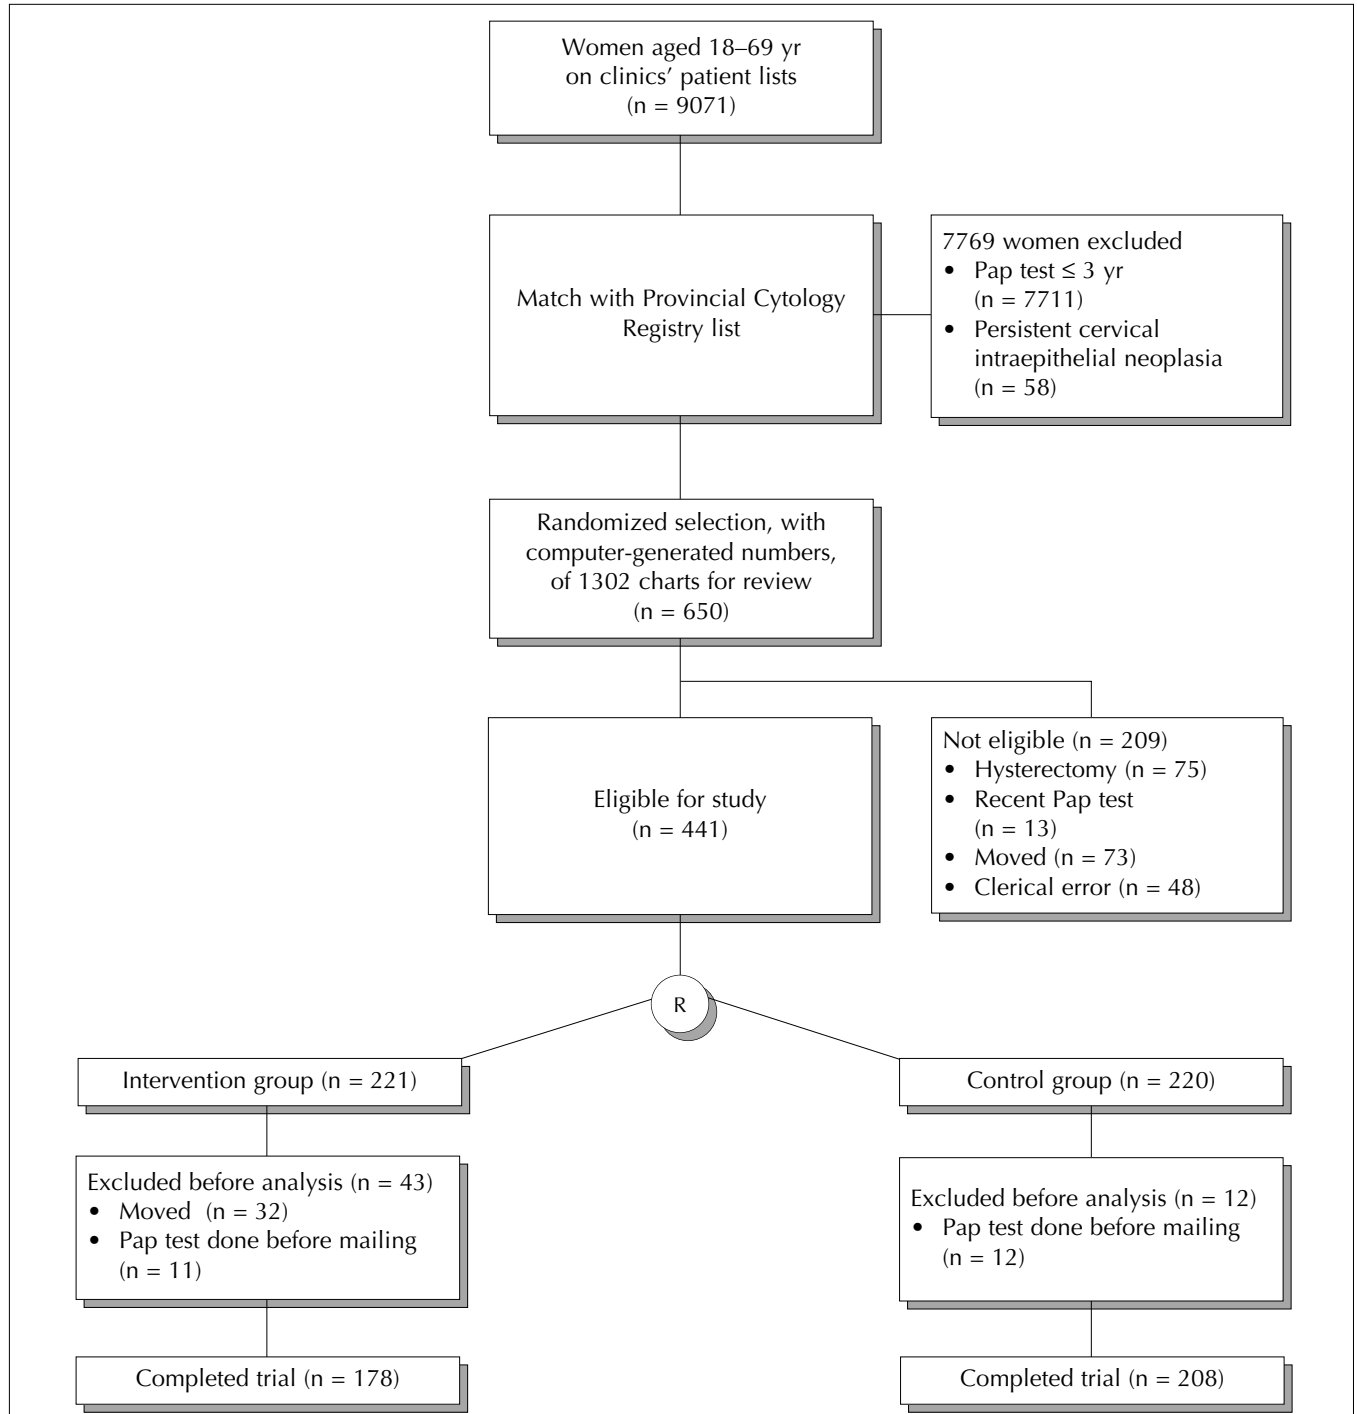 Women aged 18–69 yr
on clinics’ patient lists
(n = 9071)
Match with Provincial Cytology
Registry list
7769 women excluded
• Pap test ≤ 3 yr
(n = 7711)
• Persistent cervical
intraepithelial neoplasia
(n = 58)
Randomized selection, with
computer-generated numbers,
of 1302 charts for review
(n = 650)
Eligible for study
(n = 441)
Not eligible (n = 209)
• Hysterectomy (n = 75)
• Recent Pap test
(n = 13)
• Moved (n = 73)
• Clerical error (n = 48)
R
Intervention group (n = 221)
Control group (n = 220)
Excluded before analysis (n = 43)
• Moved (n = 32)
• Pap test done before mailing
(n = 11)
Excluded before analysis (n = 12)
• Pap test done before mailing
(n = 12)
Completed trial (n = 178)
Completed trial (n = 208)